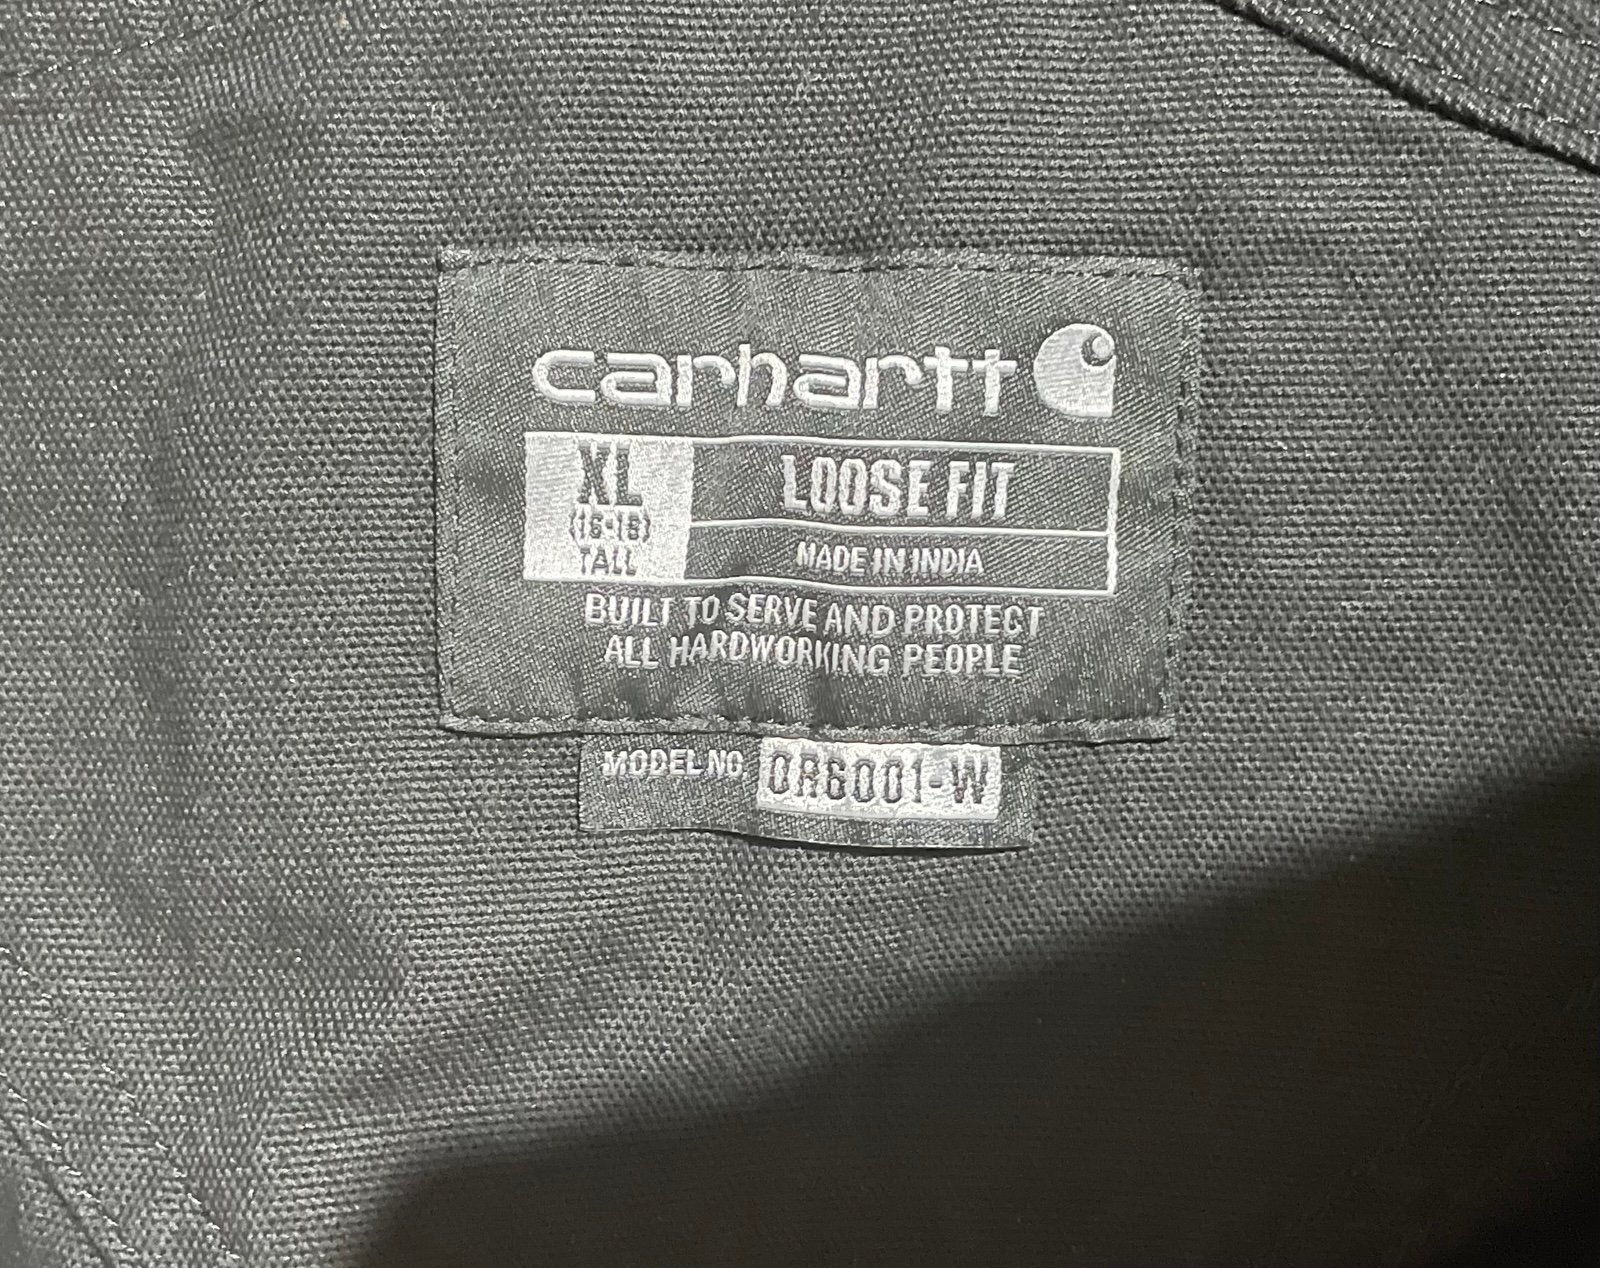 carhartt
XL
(16-18)
TALL
LOOSE FIT
MADE IN INDIA
BUILT TO SERVE AND PROTECT
ALL HARDWORKING PEOPLE
MODEL NO OR6001-W